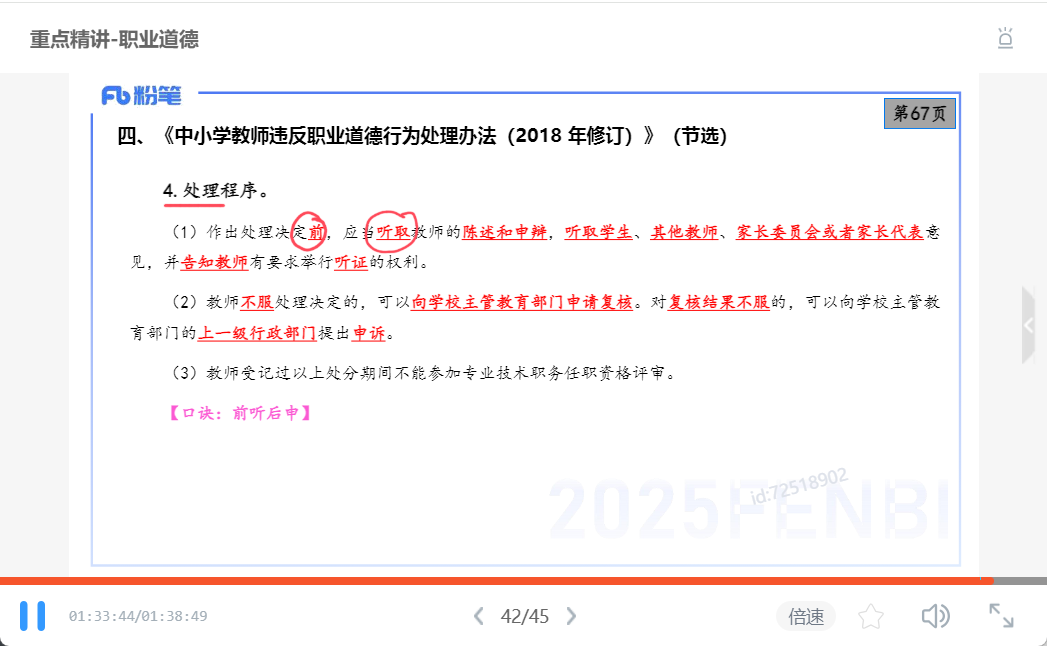 重点精讲-职业道德
粉笔
第67页
四、《中小学教师违反职业道德行为处理办法（2018 年修订）》（节选）
4. 处理程序。
（1）作出处理决定前，应当听取教师的陈述和申辩，听取学生、其他教师、家长委员会或者家长代表意
见，并告知教师有要求举行听证的权利。
（2）教师不服处理决定的，可以向学校主管教育部门申请复核。对复核结果不服的，可以向学校主管教
育部门的上一级行政部门提出申诉。
（3）教师受记过以上处分期间不能参加专业技术职务任职资格评审。
【口诀：前听后申】
id:72518902
2025FENBI
01:33:44/01:38:49
42/45
倍速